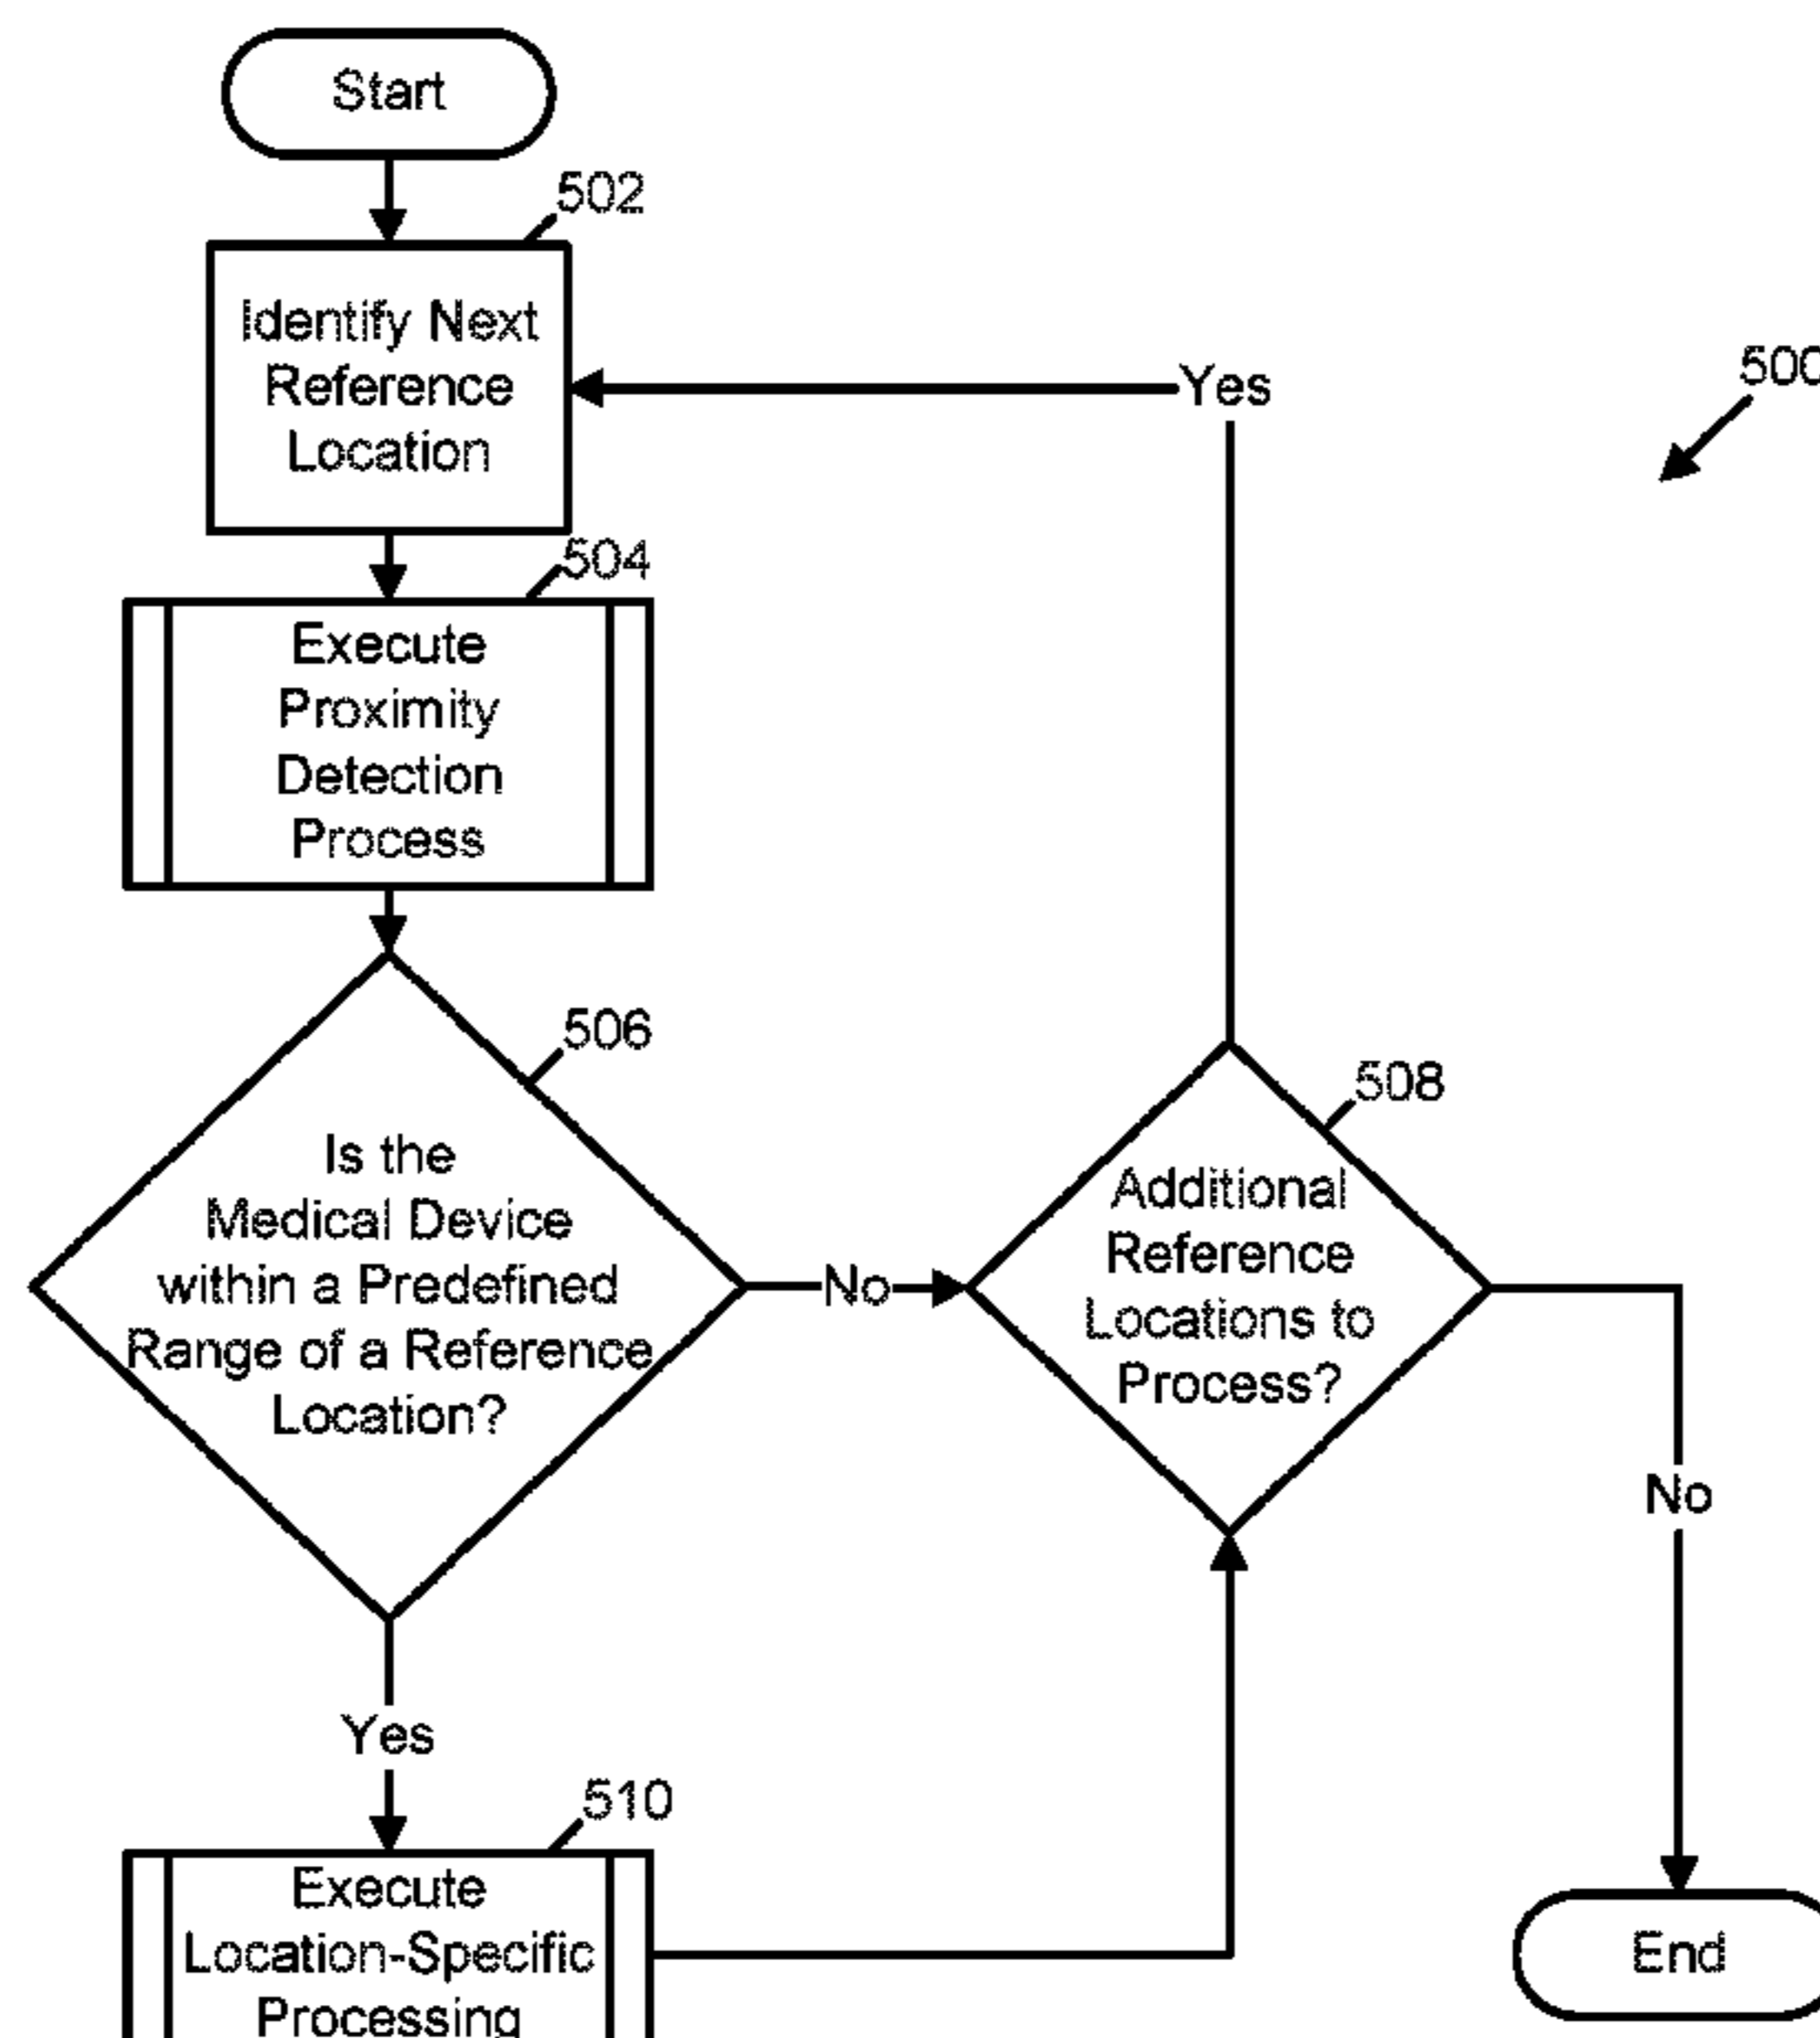 Start
502
Identify Next
Reference
Location
Yes
500
504
Execute
Proximity
Detection
Process
506
Is the
Medical Device
within a Predefined
Range of a Reference
Location?
No
508
Additional
Reference
Locations to
Process?
No
Yes
510
Execute
Location-Specific
Processing
End